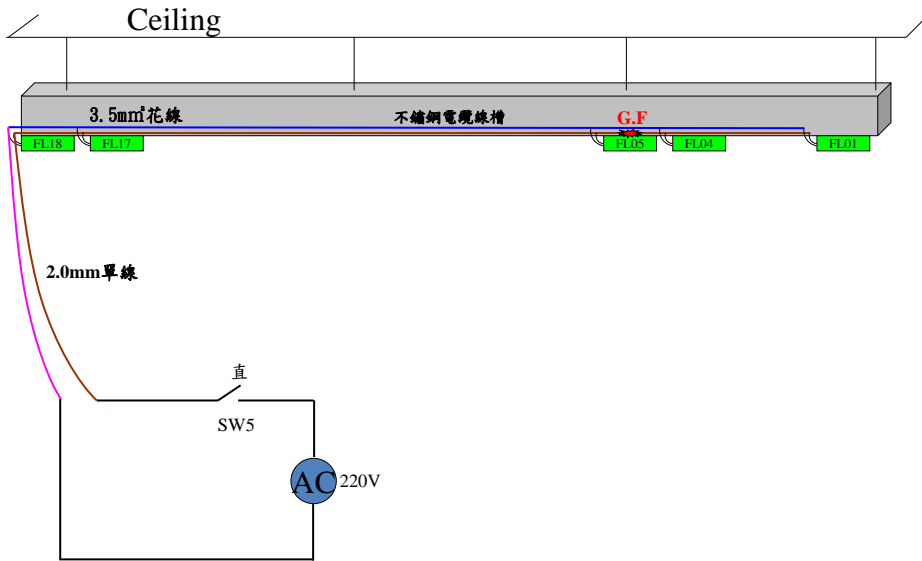 Ceiling
3.5m㎡花線
不鏽鋼電纜線槽
G.F
FL18
FL17
FL05
FL04
FL01
2.0mm單線
直
SW5
AC
220V